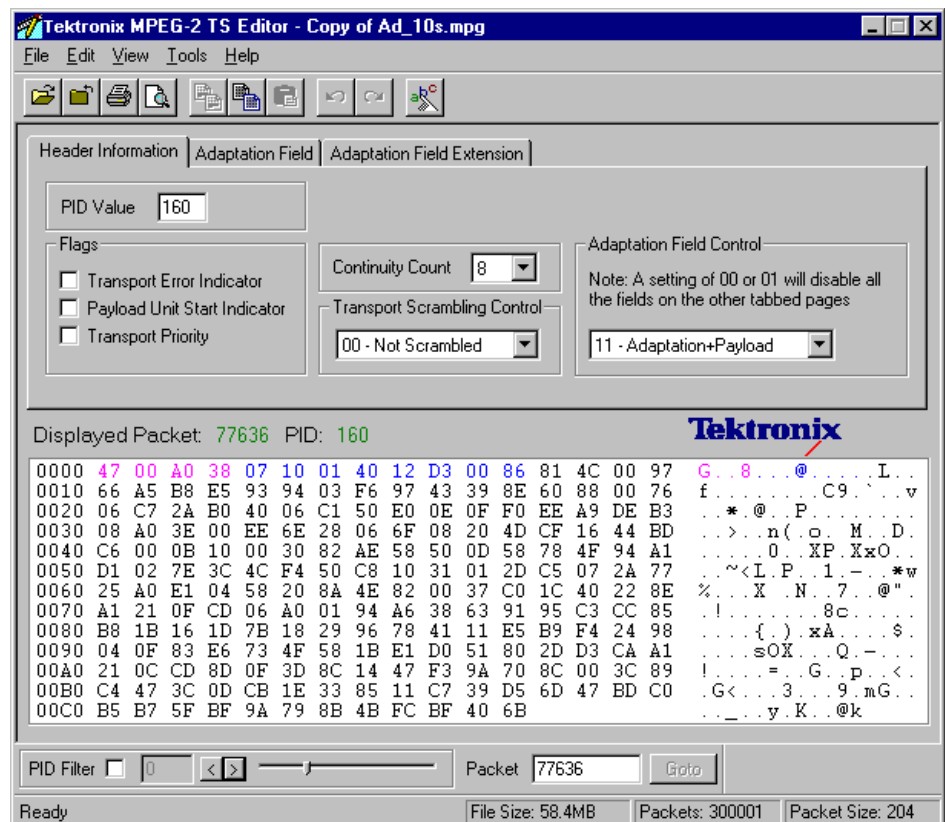 Tektronix MPEG-2 TS Editor - Copy of Ad_10s.mpg
File Edit View Tools Help
Header Information Adaptation Field Adaptation Field Extension
PID Value 160
Flags
Transport Error Indicator
Payload Unit Start Indicator
Transport Priority
Continuity Count 8
Transport Scrambling Control
00 - Not Scrambled
Adaptation Field Control
Note: A setting of 00 or 01 will disable all
the fields on the other tabbed pages
11 - Adaptation+Payload
Displayed Packet: 77636 PID: 160
Tektronix
0000 47 00 A0 38 07 10 01 40 12 D3 00 86 81 4C 00 97 G..8...@.....L..
0010 66 A5 B8 E5 93 94 03 F6 97 43 39 8E 60 88 00 76 f........C9.`..v
0020 06 C7 2A B0 40 06 C1 50 E0 0E 0F F0 EE A9 DE B3 ..*.@..P........
0030 08 A0 3E 00 EE 6E 28 06 6F 08 20 4D CF 16 44 BD ..>..n(.o. M..D.
0040 C6 00 0B 10 00 30 82 AE 58 50 0D 58 78 4F 94 A1 .....0..XP.XxO..
0050 D1 02 7E 3C 4C F4 50 C8 10 31 01 2D C5 07 2A 77 ..~<L.P..1.-..*w
0060 25 A0 E1 04 58 20 8A 4E 82 00 37 C0 1C 40 22 8E %...X .N..7..@".
0070 A1 21 0F CD 06 A0 01 94 A6 38 63 91 95 C3 CC 85 .!.......8c.....
0080 B8 1B 16 1D 7B 18 29 96 78 41 11 E5 B9 F4 24 98 ....{.).xA....$.
0090 04 0F 83 E6 73 4F 58 1B E1 D0 51 80 2D D3 CA A1 ....sOX...Q.-...
00A0 21 0C CD 8D 0F 3D 8C 14 47 F3 9A 70 8C 00 3C 89 !....=..G..p..<.
00B0 C4 47 3C 0D CB 1E 33 85 11 C7 39 D5 6D 47 BD C0 .G<...3...9.mG..
00C0 B5 B7 5F BF 9A 79 8B 4B FC BF 40 6B .._..y.K..@k
PID Filter 0 < > Packet 77636 Goto
Ready File Size: 58.4MB Packets: 300001 Packet Size: 204